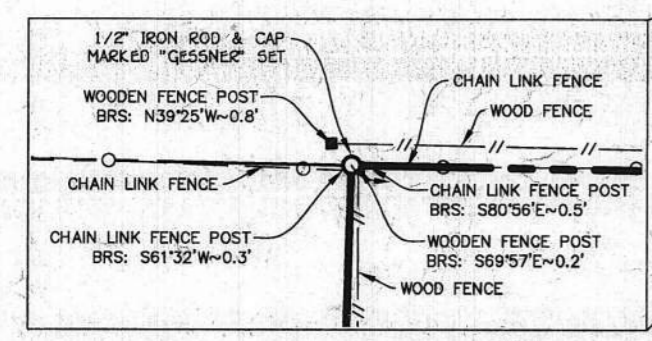 1/2" IRON ROD & CAP
MARKED "GESSNER" SET
WOODEN FENCE POST
BRS: N39°25'W~0.8'
CHAIN LINK FENCE
WOOD FENCE
CHAIN LINK FENCE
CHAIN LINK FENCE POST
BRS: S80°56'E~0.5'
CHAIN LINK FENCE POST
BRS: S61°32'W~0.3'
WOODEN FENCE POST
BRS: S69°57'E~0.2'
WOOD FENCE